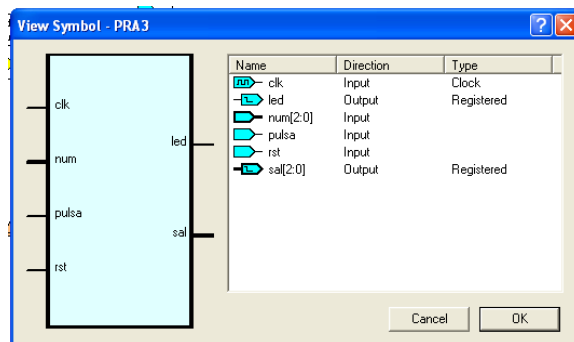 View Symbol - PRA3
clk
num
pulsa
rst
led
sal
Name Direction Type
clk Input Clock
led Output Registered
num[2:0] Input
pulsa Input
rst Input
sal[2:0] Output Registered
Cancel OK